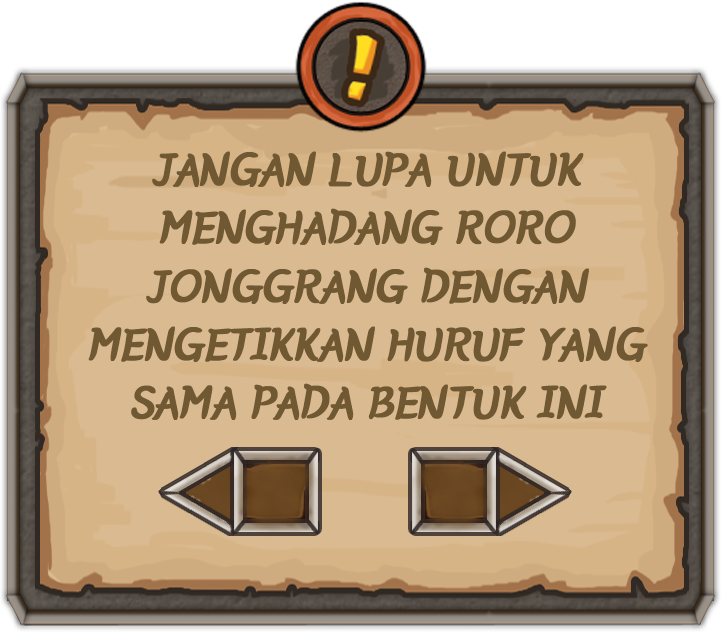 JANGAN LUPA UNTUK
MENGHADANG RORO
JONGGRANG DENGAN
MENGETIKKAN HURUF YANG
SAMA PADA BENTUK INI